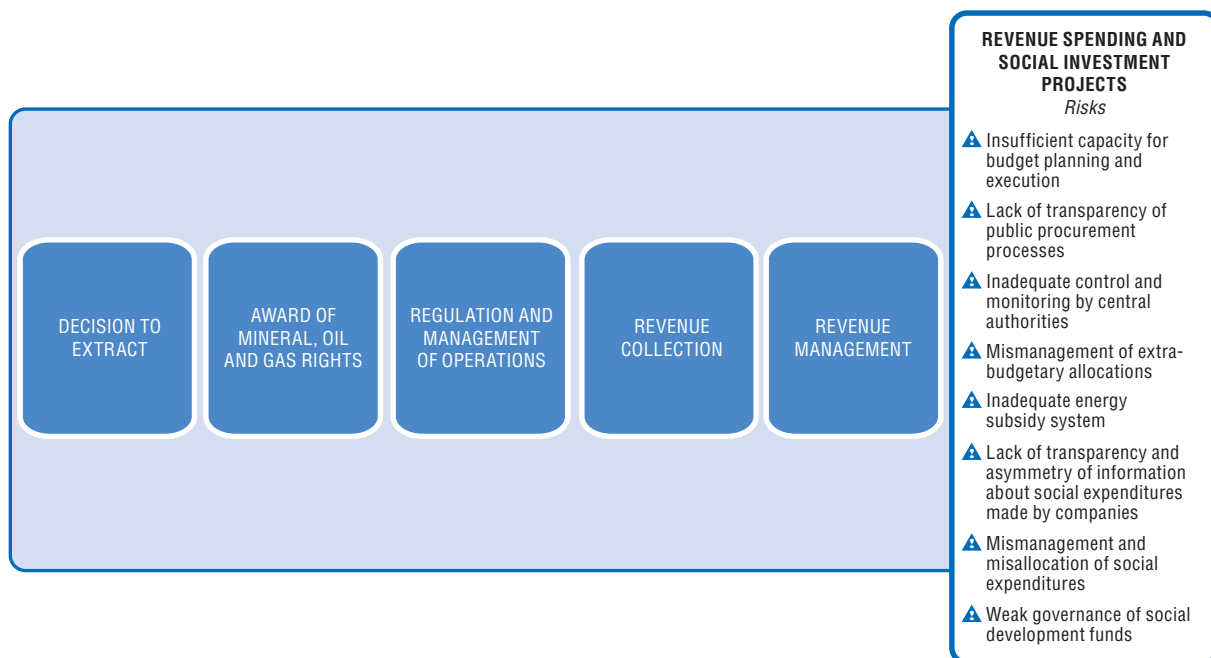 DECISION TO
EXTRACT
AWARD OF
MINERAL, OIL
AND GAS RIGHTS
REGULATION AND
MANAGEMENT
OF OPERATIONS
REVENUE
COLLECTION
REVENUE
MANAGEMENT
REVENUE SPENDING AND
SOCIAL INVESTMENT
PROJECTS
Risks
Insufficient capacity for
budget planning and
execution
Lack of transparency of
public procurement
processes
Inadequate control and
monitoring by central
authorities
Mismanagement of extra-
budgetary allocations
Inadequate energy
subsidy system
Lack of transparency and
asymmetry of information
about social expenditures
made by companies
Mismanagement and
misallocation of social
expenditures
Weak governance of social
development funds